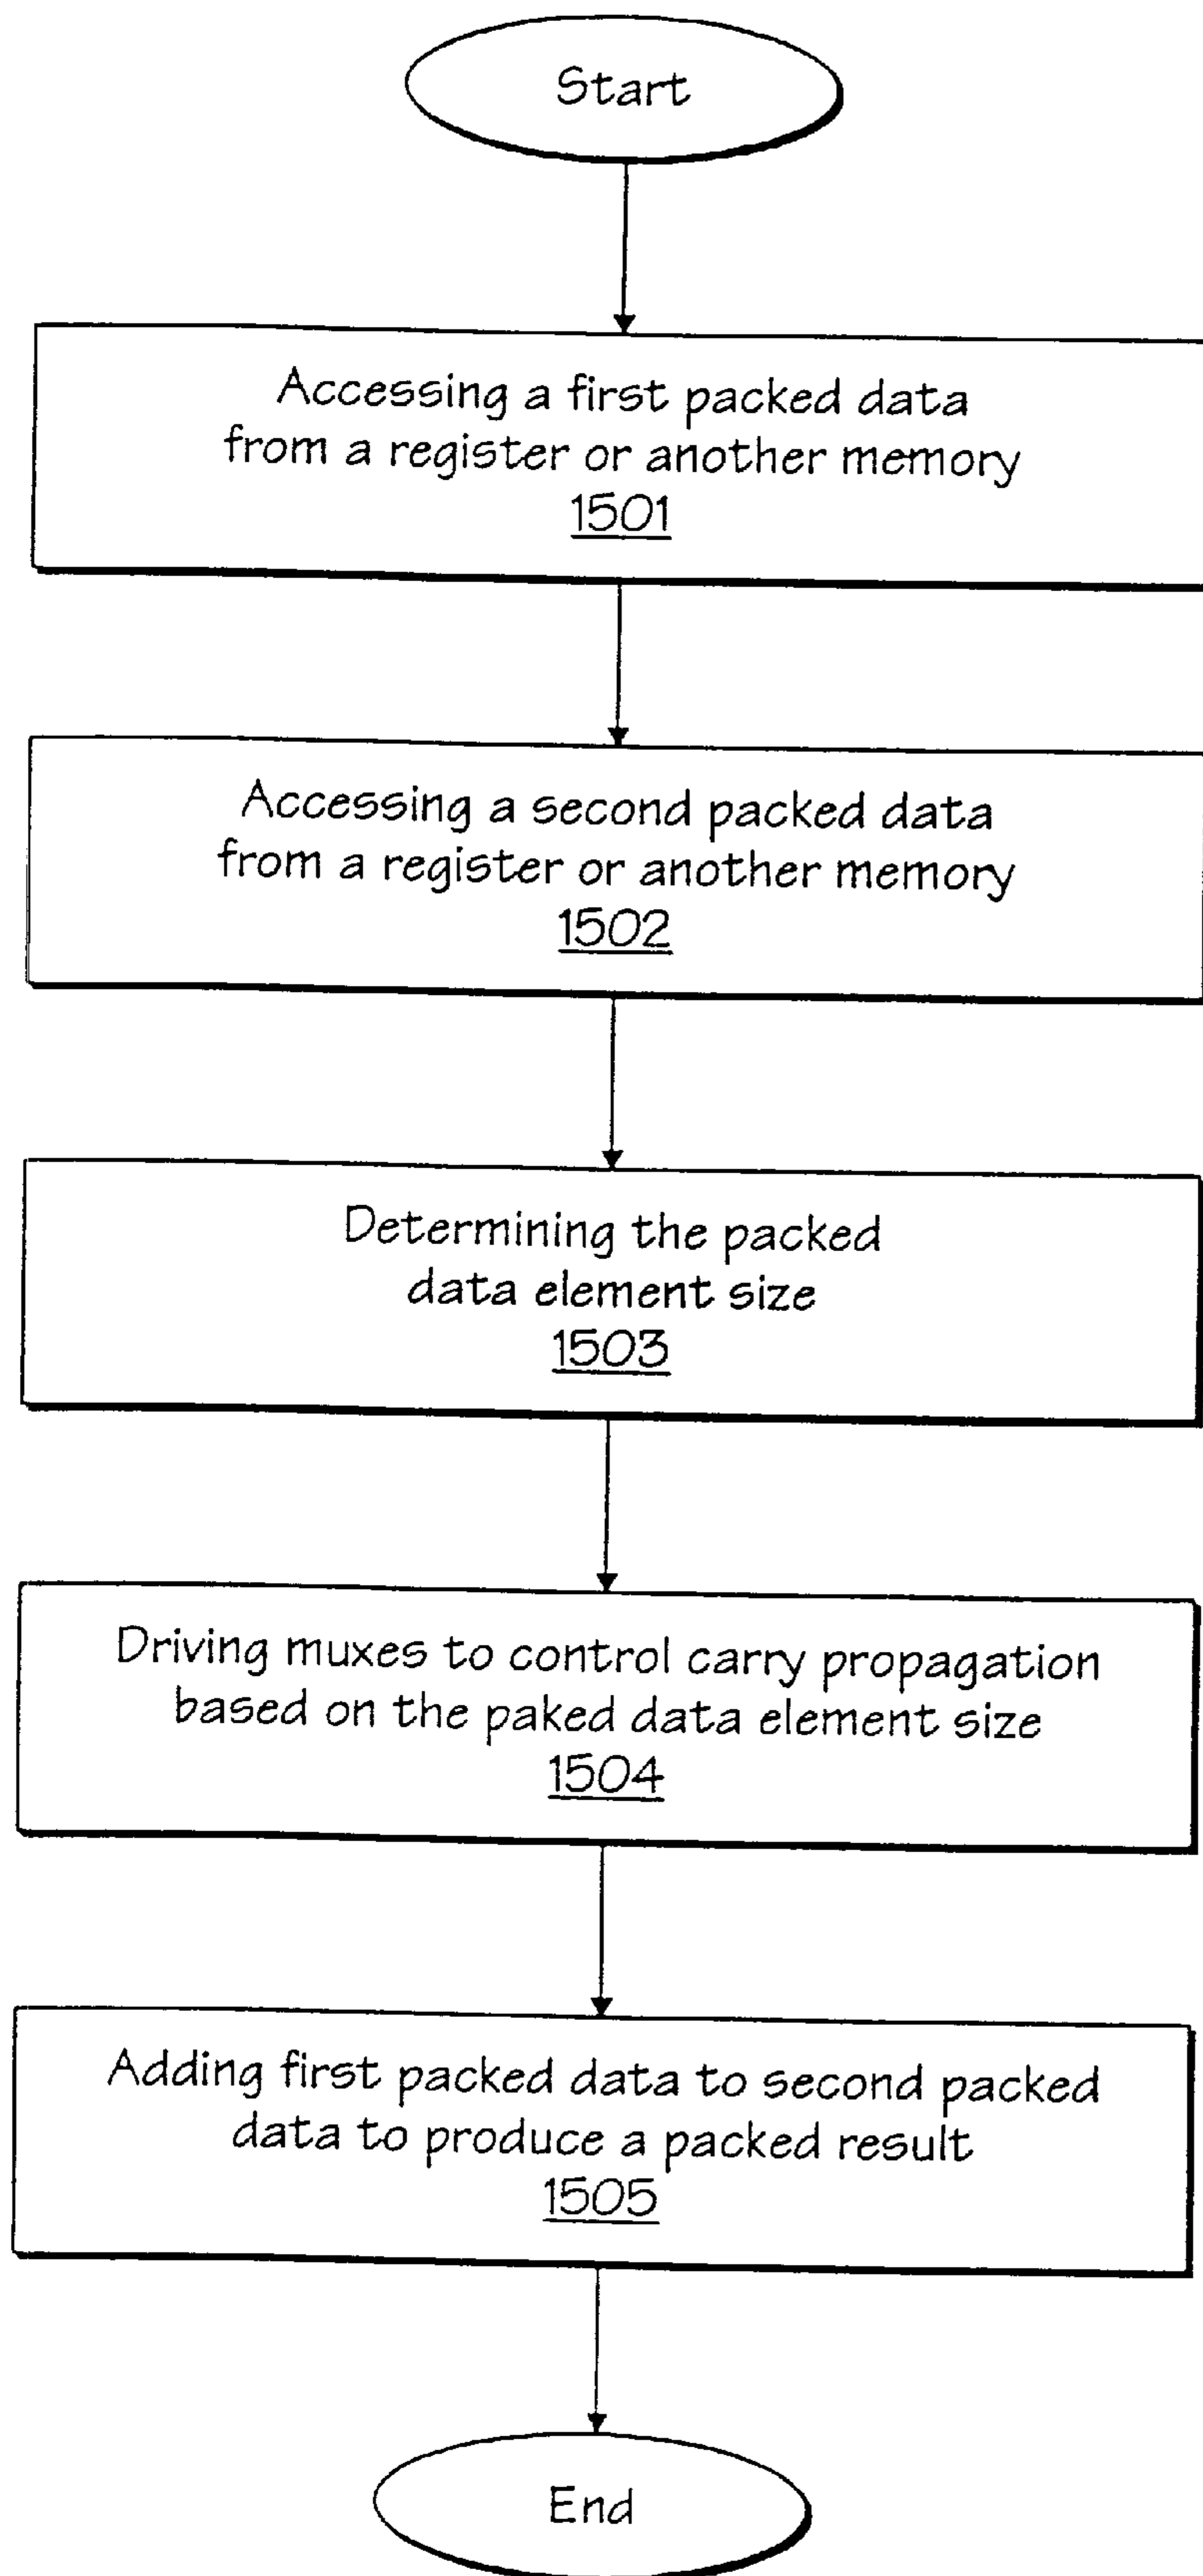 Start
Accessing a first packed data
from a register or another memory
1501
Accessing a second packed data
from a register or another memory
1502
Determining the packed
data element size
1503
Driving muxes to control carry propagation
based on the paked data element size
1504
Adding first packed data to second packed
data to produce a packed result
1505
End